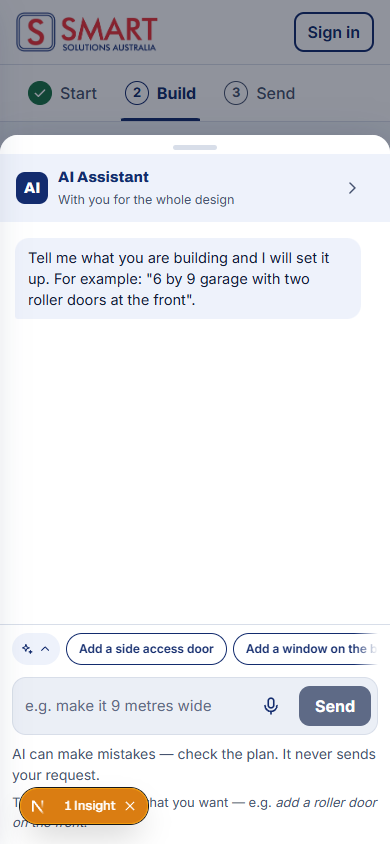 S SMART
SOLUTIONS AUSTRALIA
Sign in
Start
2 Build
3 Send
AI
AI Assistant
With you for the whole design
Tell me what you are building and I will set it
up. For example: "6 by 9 garage with two
roller doors at the front".
Add a side access door
Add a window on the b
e.g. make it 9 metres wide
Send
AI can make mistakes — check the plan. It never sends
your request.
hat you want — e.g. add a roller door
on the front.
N 1 Insight